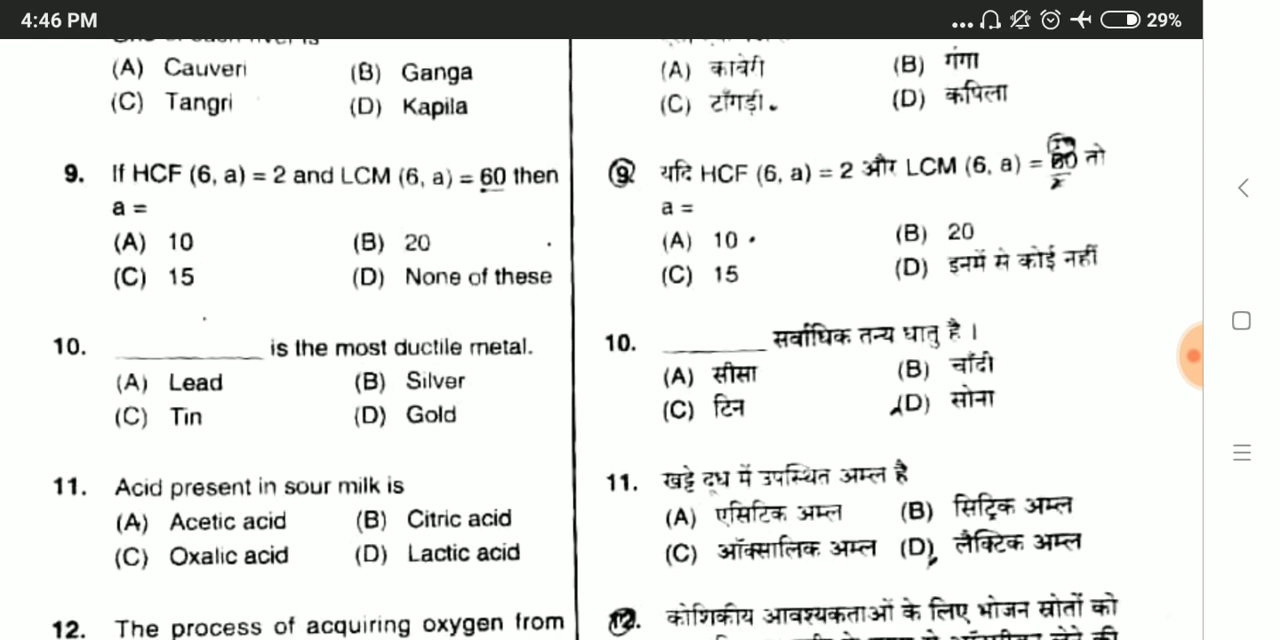 4:46 PM
29%
(A) Cauveri (B) Ganga
(C) Tangri (D) Kapila
9. If HCF (6, a) = 2 and LCM (6, a) = 60 then
a =
(A) 10 (B) 20
(C) 15 (D) None of these
10. ____________ is the most ductile metal.
(A) Lead (B) Silver
(C) Tin (D) Gold
11. Acid present in sour milk is
(A) Acetic acid (B) Citric acid
(C) Oxalic acid (D) Lactic acid
12. The process of acquiring oxygen from
(A) कावेरी (B) गंगा
(C) टाँगड़ी (D) कपिला
9. यदि HCF (6, a) = 2 और LCM (6, a) = 60 तो
a =
(A) 10 (B) 20
(C) 15 (D) इनमें से कोई नहीं
10. ________ सर्वाधिक तन्य धातु है ।
(A) सीसा (B) चाँदी
(C) टिन (D) सोना
11. खट्टे दूध में उपस्थित अम्ल है
(A) एसिटिक अम्ल (B) सिट्रिक अम्ल
(C) ऑक्सालिक अम्ल (D) लैक्टिक अम्ल
12. कोशिकीय आवश्यकताओं के लिए भोजन स्रोतों को